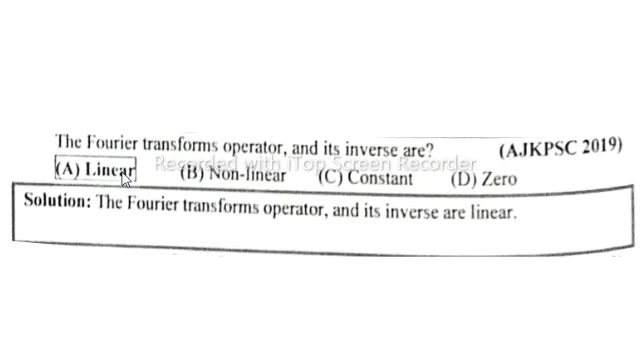 The Fourier transforms operator, and its inverse are? (AJKPSC 2019)
Recorded with iTop Screen Recorder
(A) Linear (B) Non-linear (C) Constant (D) Zero
Solution: The Fourier transforms operator, and its inverse are linear.